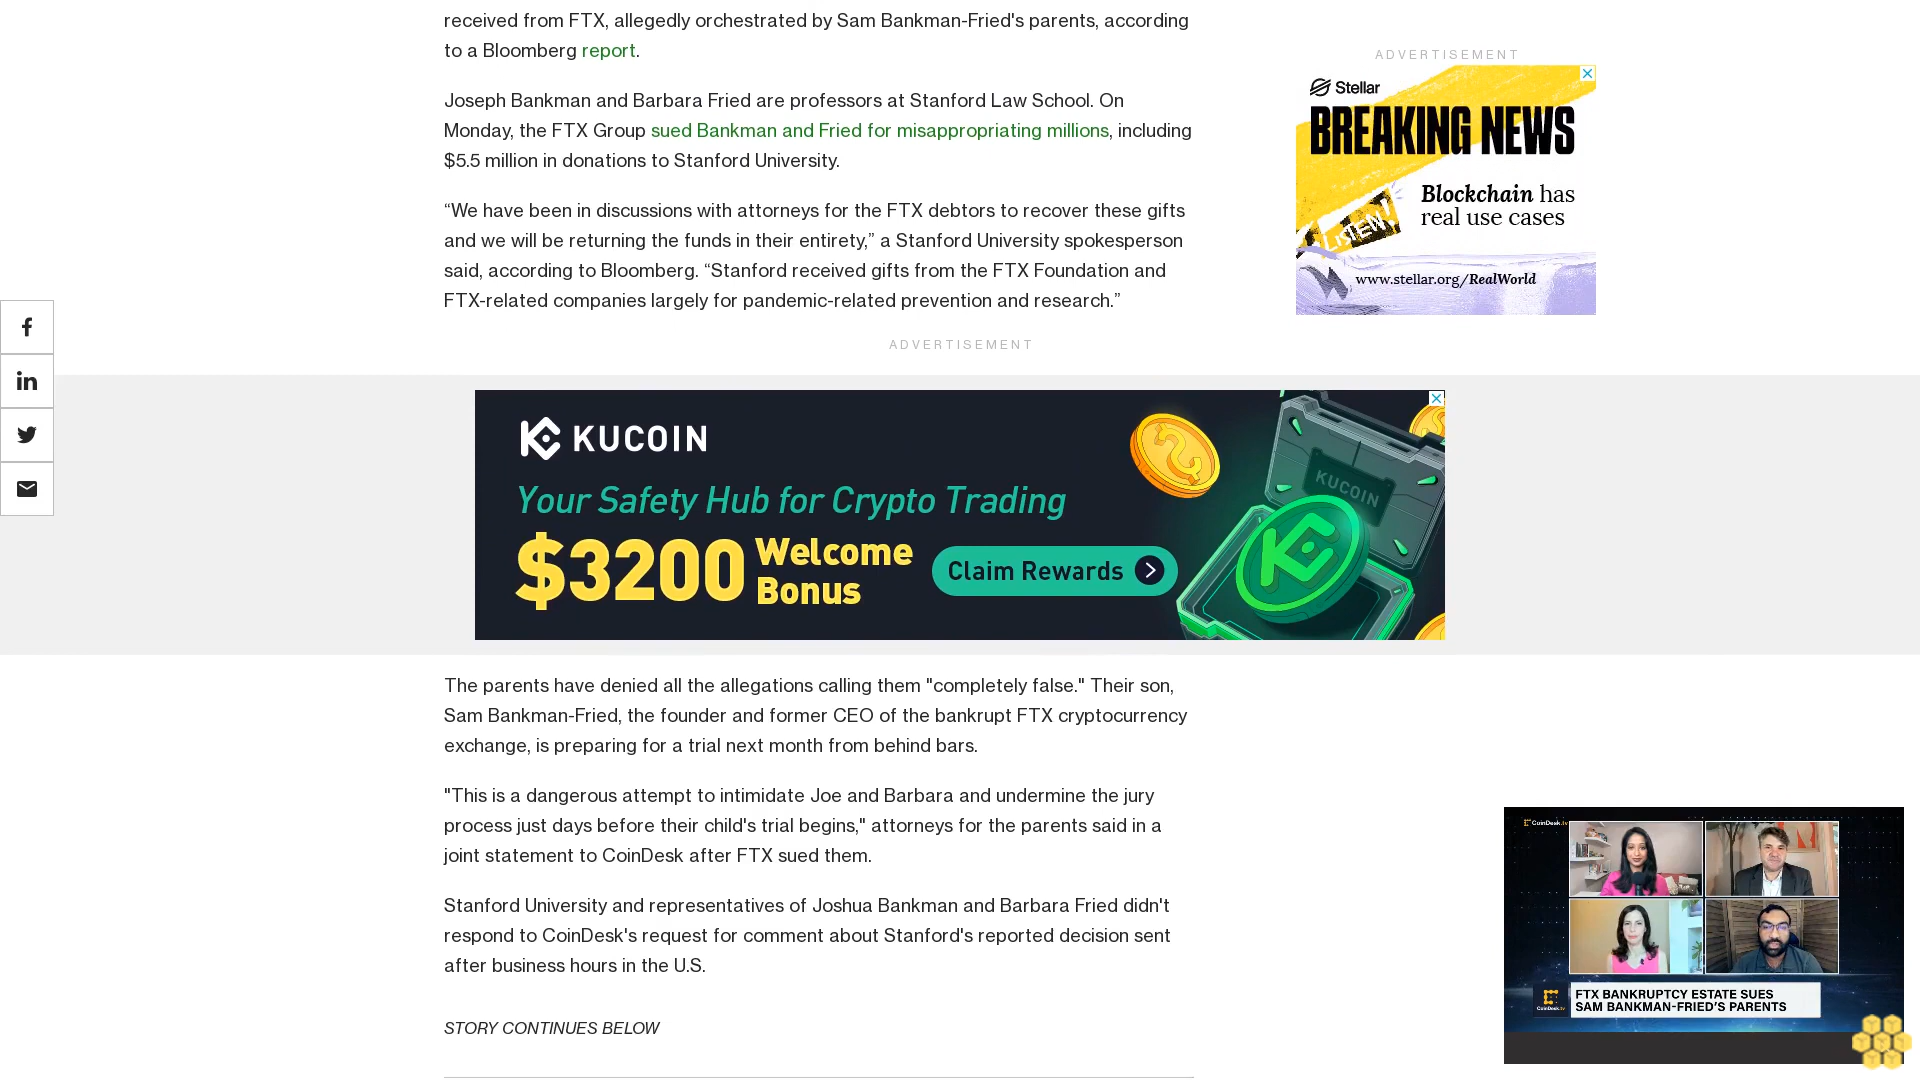 received from FTX, allegedly orchestrated by Sam Bankman-Fried's parents, according
to a Bloomberg report.
Joseph Bankman and Barbara Fried are professors at Stanford Law School. On
Monday, the FTX Group sued Bankman and Fried for misappropriating millions, including
$5.5 million in donations to Stanford University.
“We have been in discussions with attorneys for the FTX debtors to recover these gifts
and we will be returning the funds in their entirety,” a Stanford University spokesperson
said, according to Bloomberg. “Stanford received gifts from the FTX Foundation and
FTX-related companies largely for pandemic-related prevention and research.”
ADVERTISEMENT
Stellar
BREAKING NEWS
Blockchain has
real use cases
LISTEN!
www.stellar.org/RealWorld
ADVERTISEMENT
KUCOIN
Your Safety Hub for Crypto Trading
$3200 Welcome
Bonus
Claim Rewards
KUCOIN
The parents have denied all the allegations calling them "completely false." Their son,
Sam Bankman-Fried, the founder and former CEO of the bankrupt FTX cryptocurrency
exchange, is preparing for a trial next month from behind bars.
"This is a dangerous attempt to intimidate Joe and Barbara and undermine the jury
process just days before their child's trial begins," attorneys for the parents said in a
joint statement to CoinDesk after FTX sued them.
Stanford University and representatives of Joshua Bankman and Barbara Fried didn't
respond to CoinDesk's request for comment about Stanford's reported decision sent
after business hours in the U.S.
STORY CONTINUES BELOW
CoinDesk.tv
CoinDesk.tv
FTX BANKRUPTCY ESTATE SUES
SAM BANKMAN-FRIED'S PARENTS